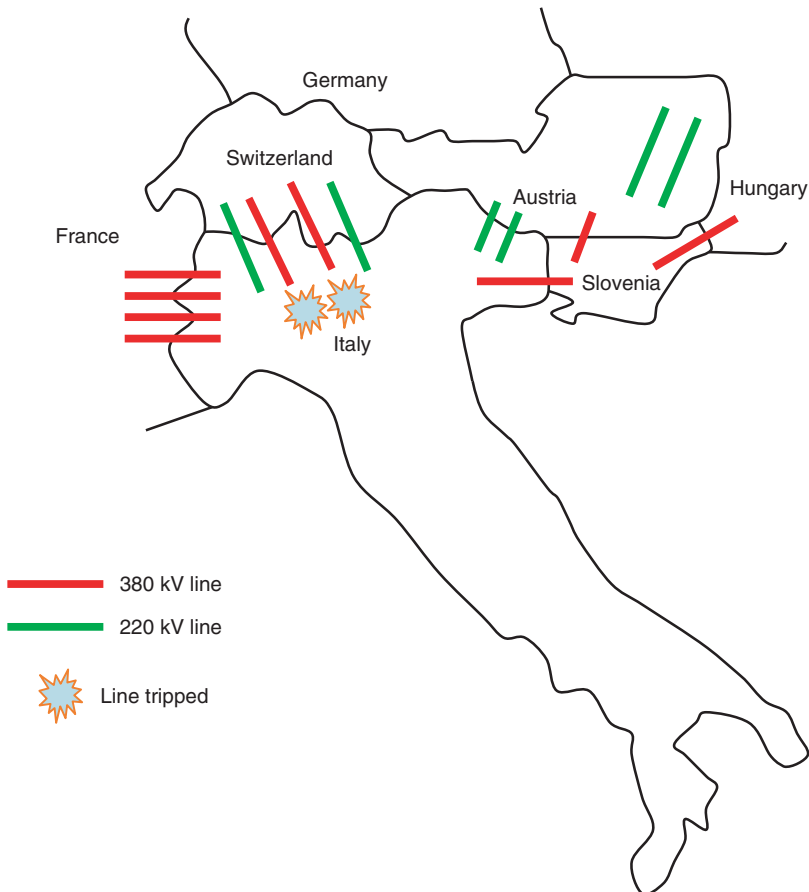 Germany
Switzerland
Austria
Hungary
France
Slovenia
Italy
380 kV line
220 kV line
Line tripped